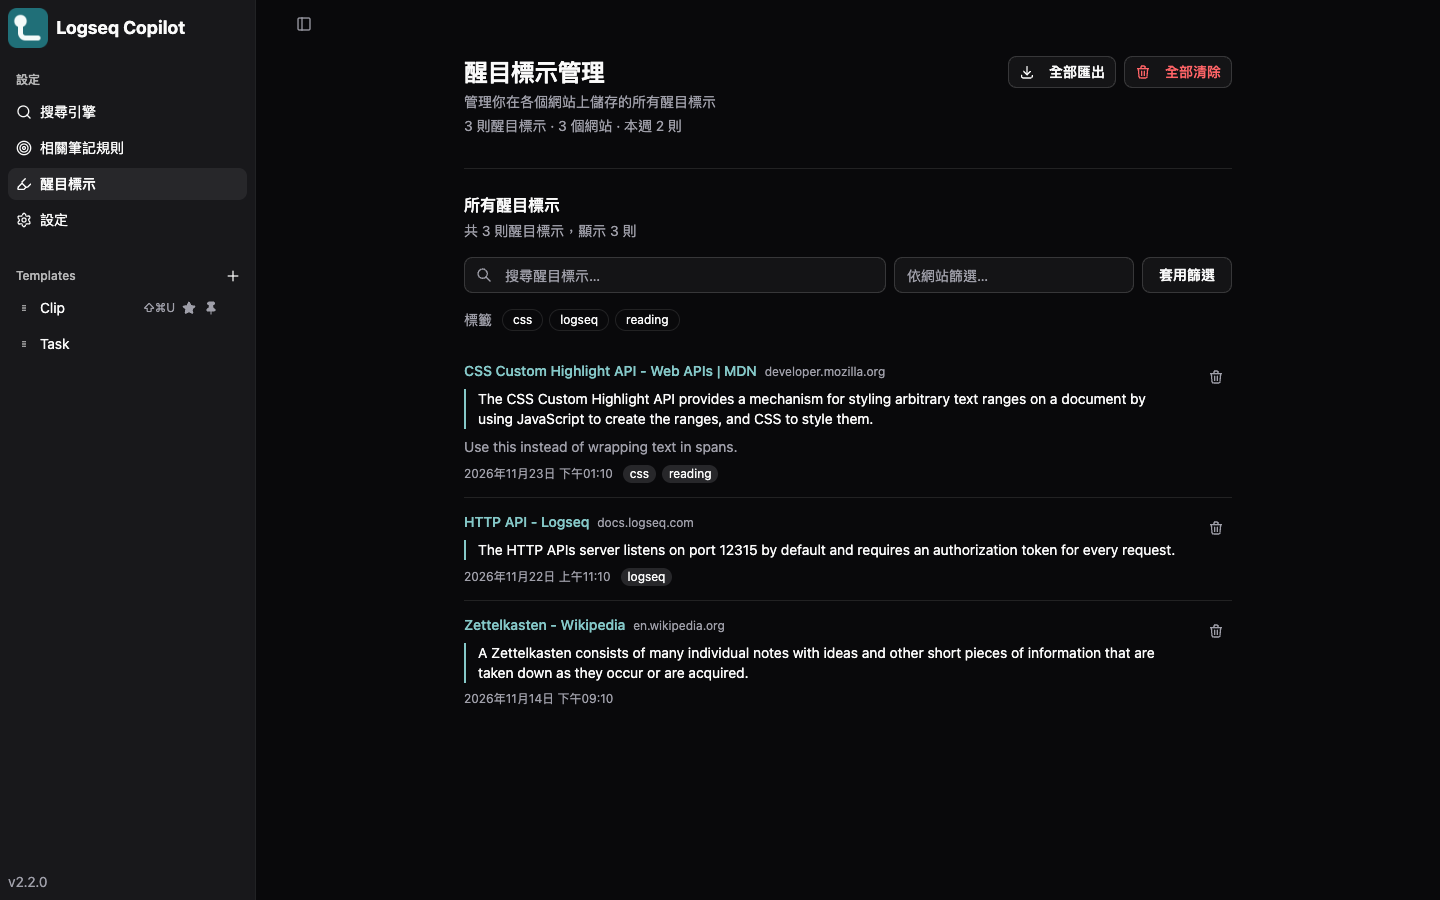 Logseq Copilot
設定
搜尋引擎
相關筆記規則
醒目標示
設定
Templates
Clip ⇧⌘U
Task
v2.2.0
醒目標示管理
管理你在各個網站上儲存的所有醒目標示
3 則醒目標示 · 3 個網站 · 本週 2 則
全部匯出
全部清除
所有醒目標示
共 3 則醒目標示，顯示 3 則
搜尋醒目標示...
依網站篩選...
套用篩選
標籤 css logseq reading
CSS Custom Highlight API - Web APIs | MDN developer.mozilla.org
The CSS Custom Highlight API provides a mechanism for styling arbitrary text ranges on a document by
using JavaScript to create the ranges, and CSS to style them.
Use this instead of wrapping text in spans.
2026年11月23日 下午01:10 css reading
HTTP API - Logseq docs.logseq.com
The HTTP APIs server listens on port 12315 by default and requires an authorization token for every request.
2026年11月22日 上午11:10 logseq
Zettelkasten - Wikipedia en.wikipedia.org
A Zettelkasten consists of many individual notes with ideas and other short pieces of information that are
taken down as they occur or are acquired.
2026年11月14日 下午09:10